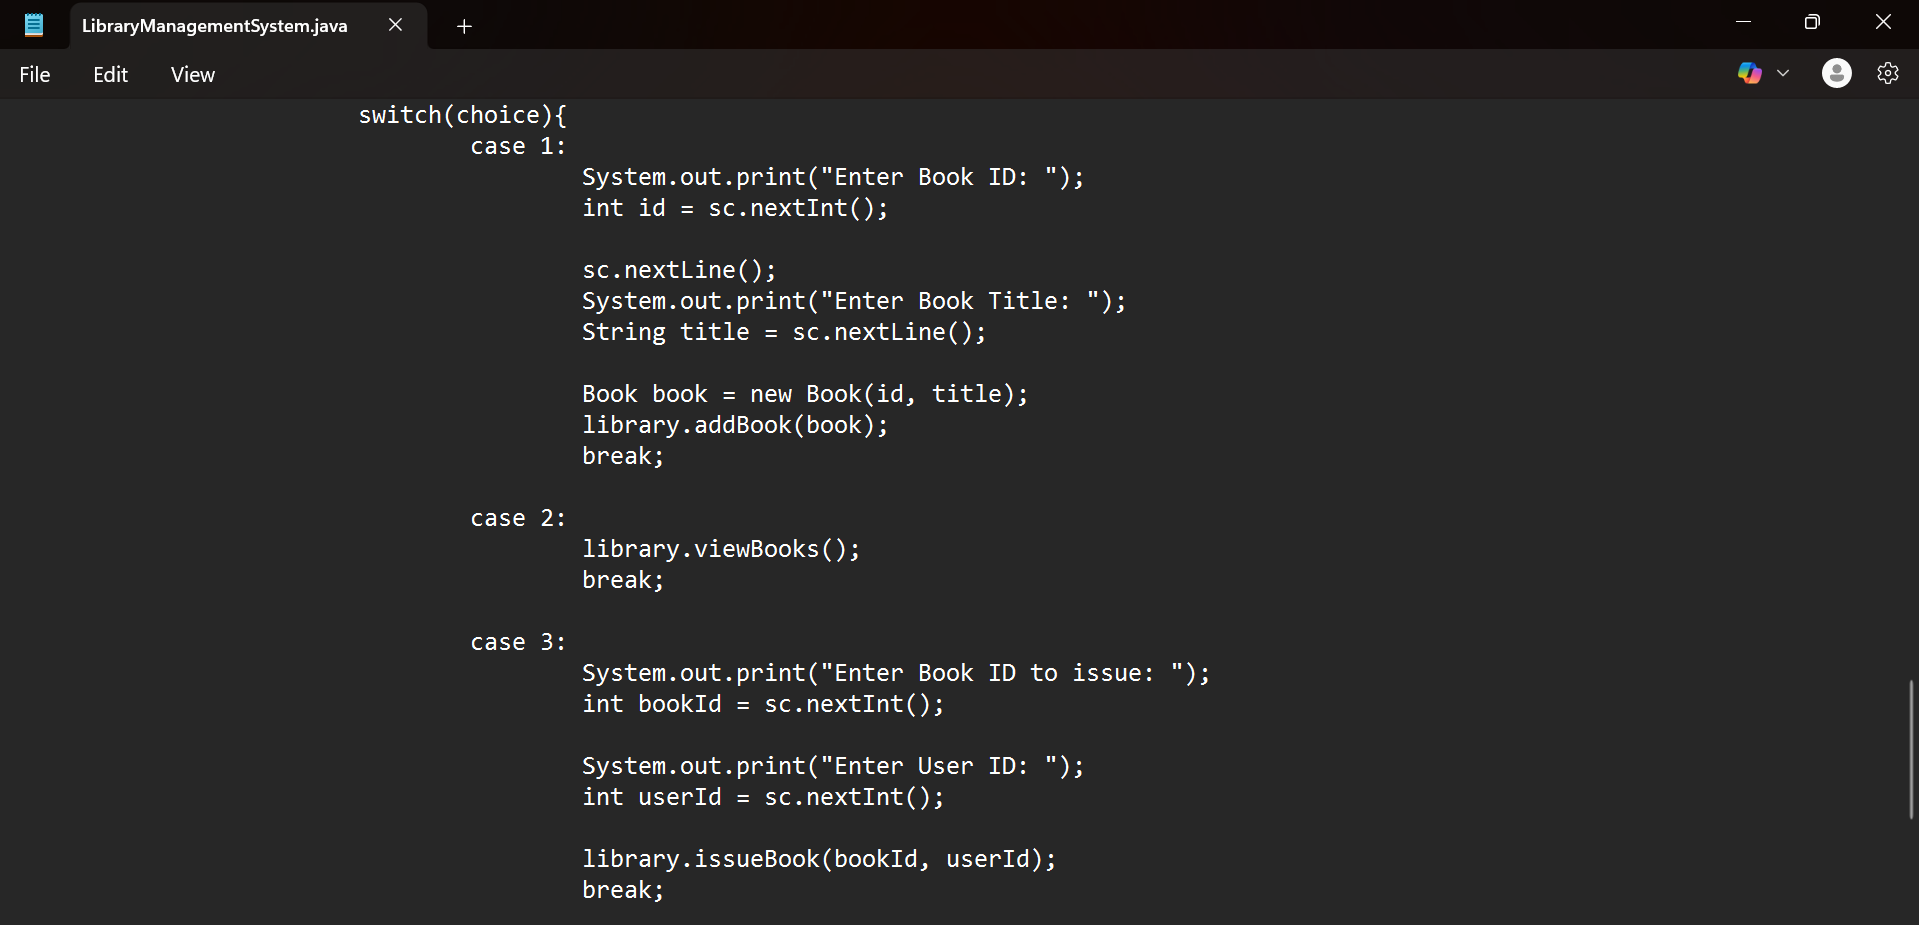 LibraryManagementSystem.java
File Edit View
switch(choice){
case 1:
System.out.print("Enter Book ID: ");
int id = sc.nextInt();
sc.nextLine();
System.out.print("Enter Book Title: ");
String title = sc.nextLine();
Book book = new Book(id, title);
library.addBook(book);
break;
case 2:
library.viewBooks();
break;
case 3:
System.out.print("Enter Book ID to issue: ");
int bookId = sc.nextInt();
System.out.print("Enter User ID: ");
int userId = sc.nextInt();
library.issueBook(bookId, userId);
break;